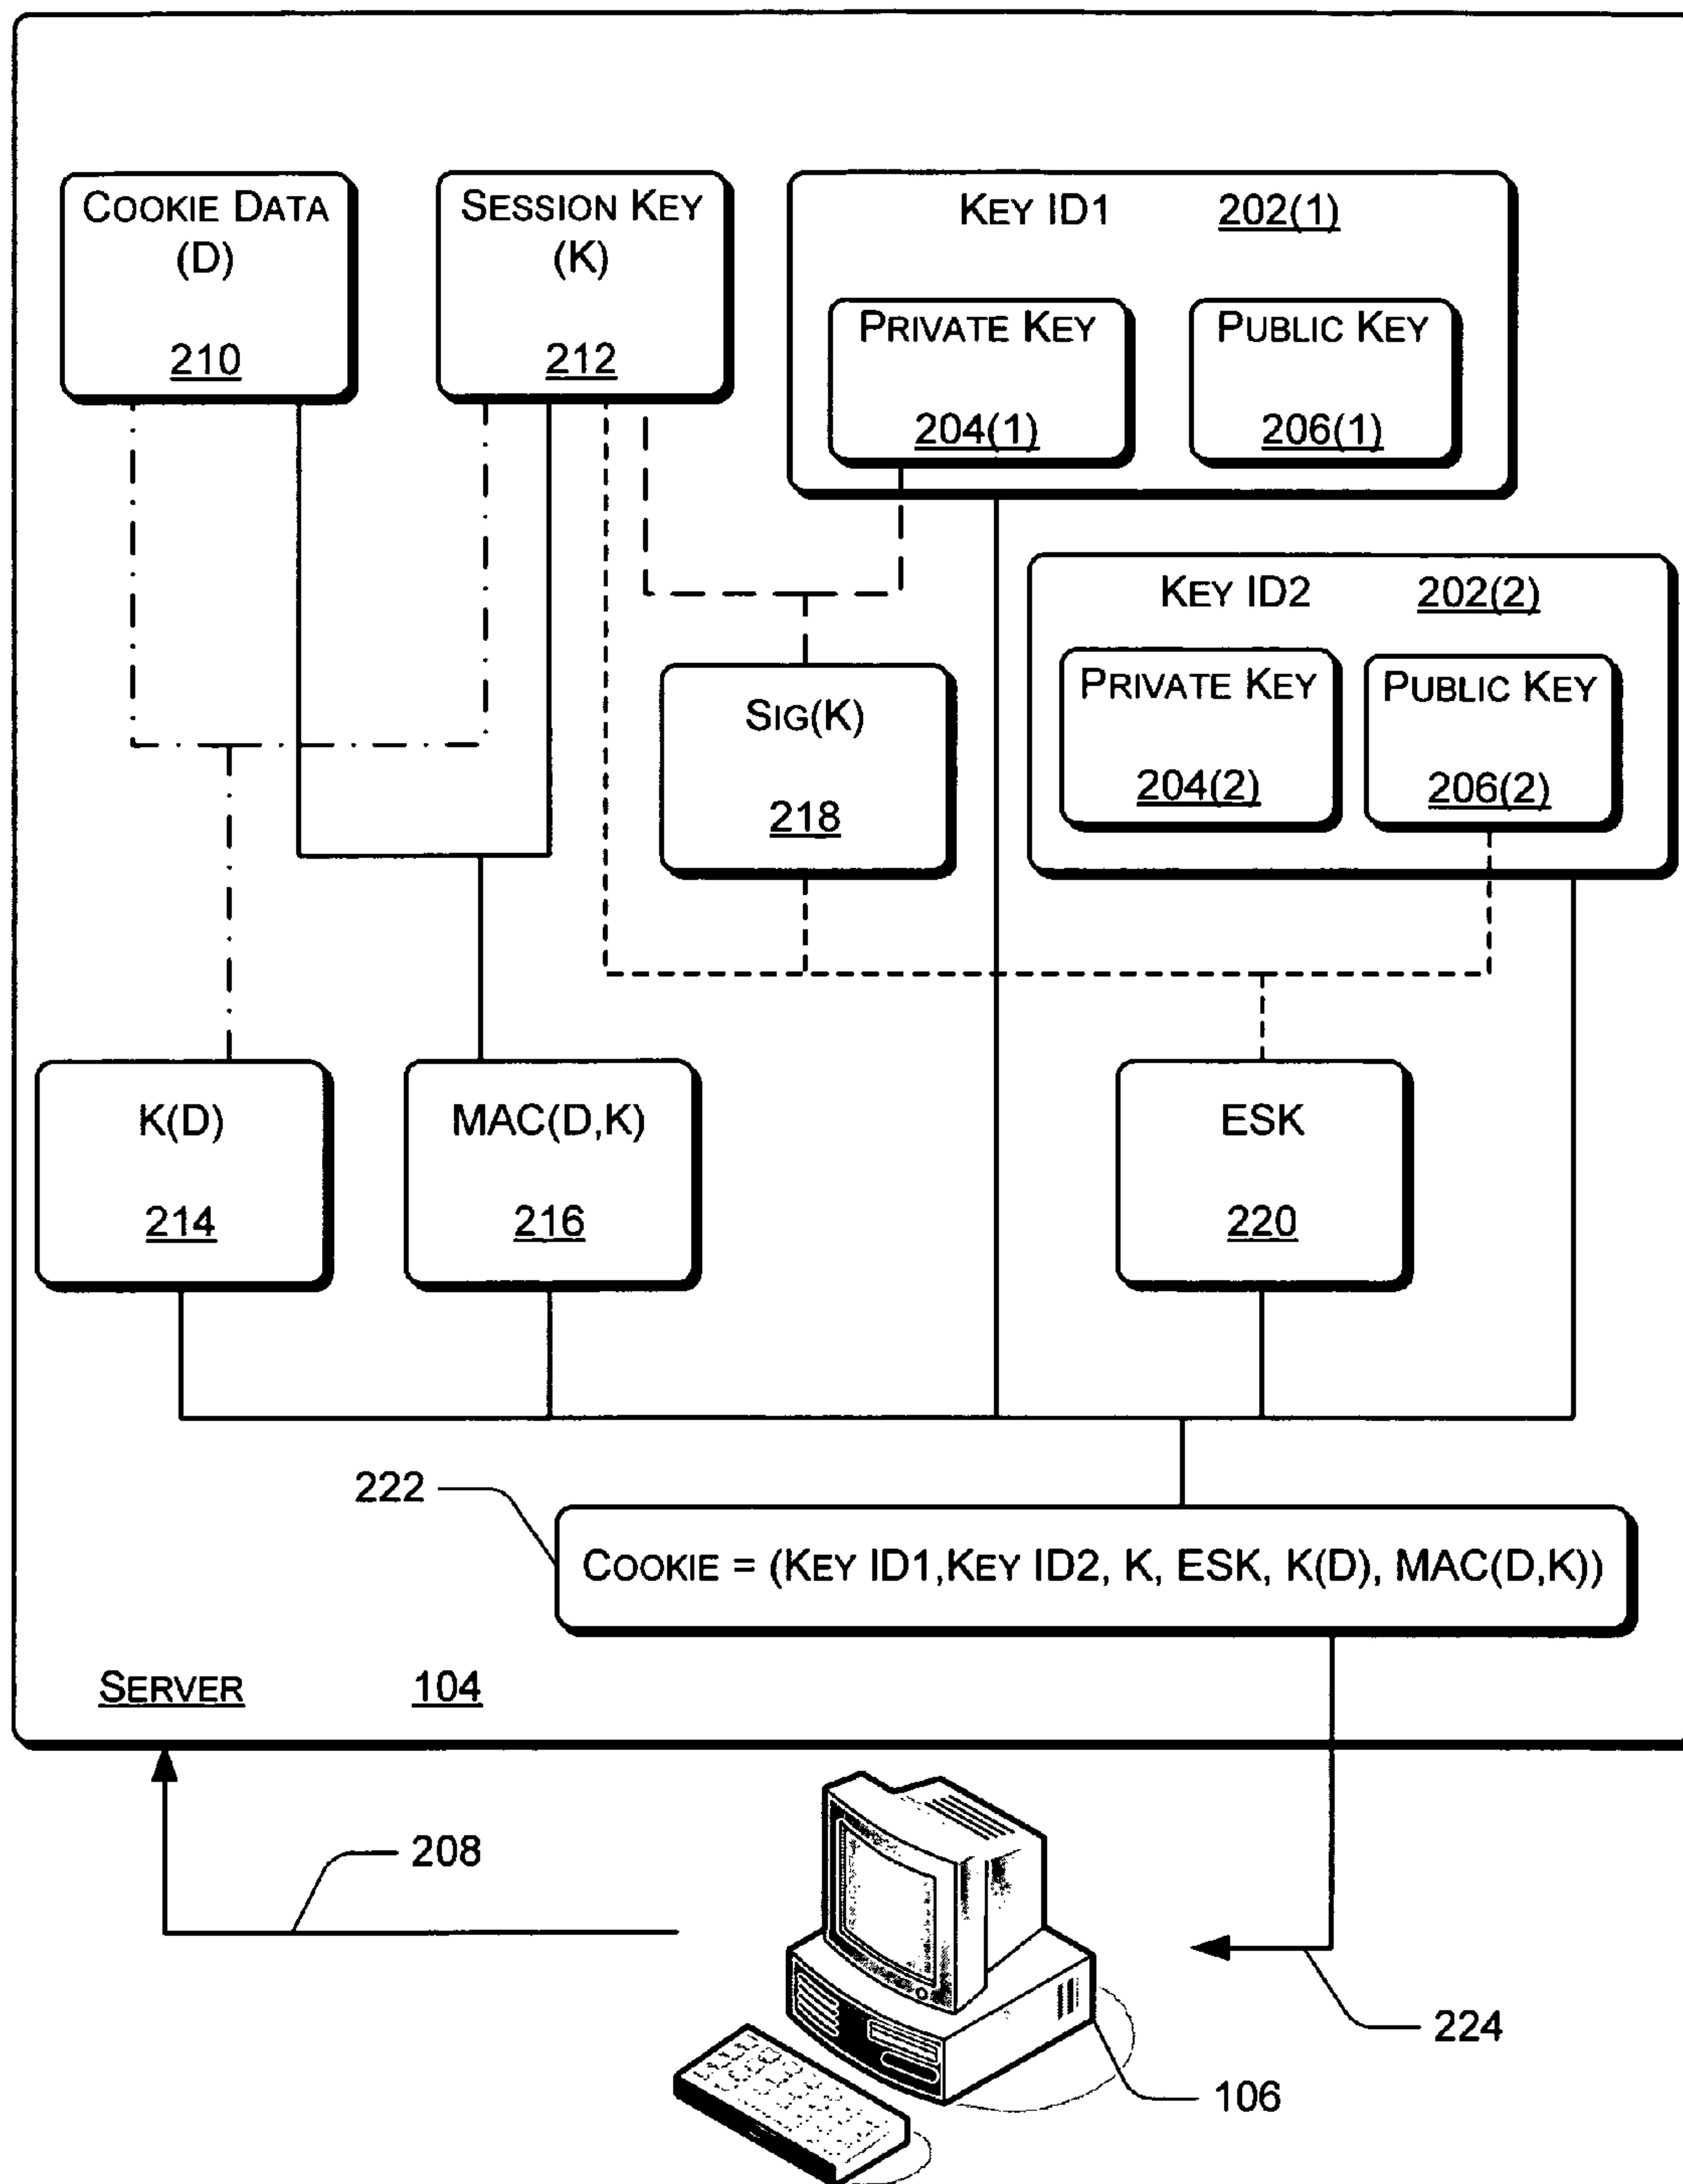 COOKIE DATA
(D)
210
SESSION KEY
(K)
212
KEY ID1 202(1)
PRIVATE KEY
204(1)
PUBLIC KEY
206(1)
KEY ID2 202(2)
PRIVATE KEY
204(2)
PUBLIC KEY
206(2)
SIG(K)
218
K(D)
214
MAC(D,K)
216
ESK
220
222
COOKIE = (KEY ID1,KEY ID2, K, ESK, K(D), MAC(D,K))
SERVER 104
208
224
106